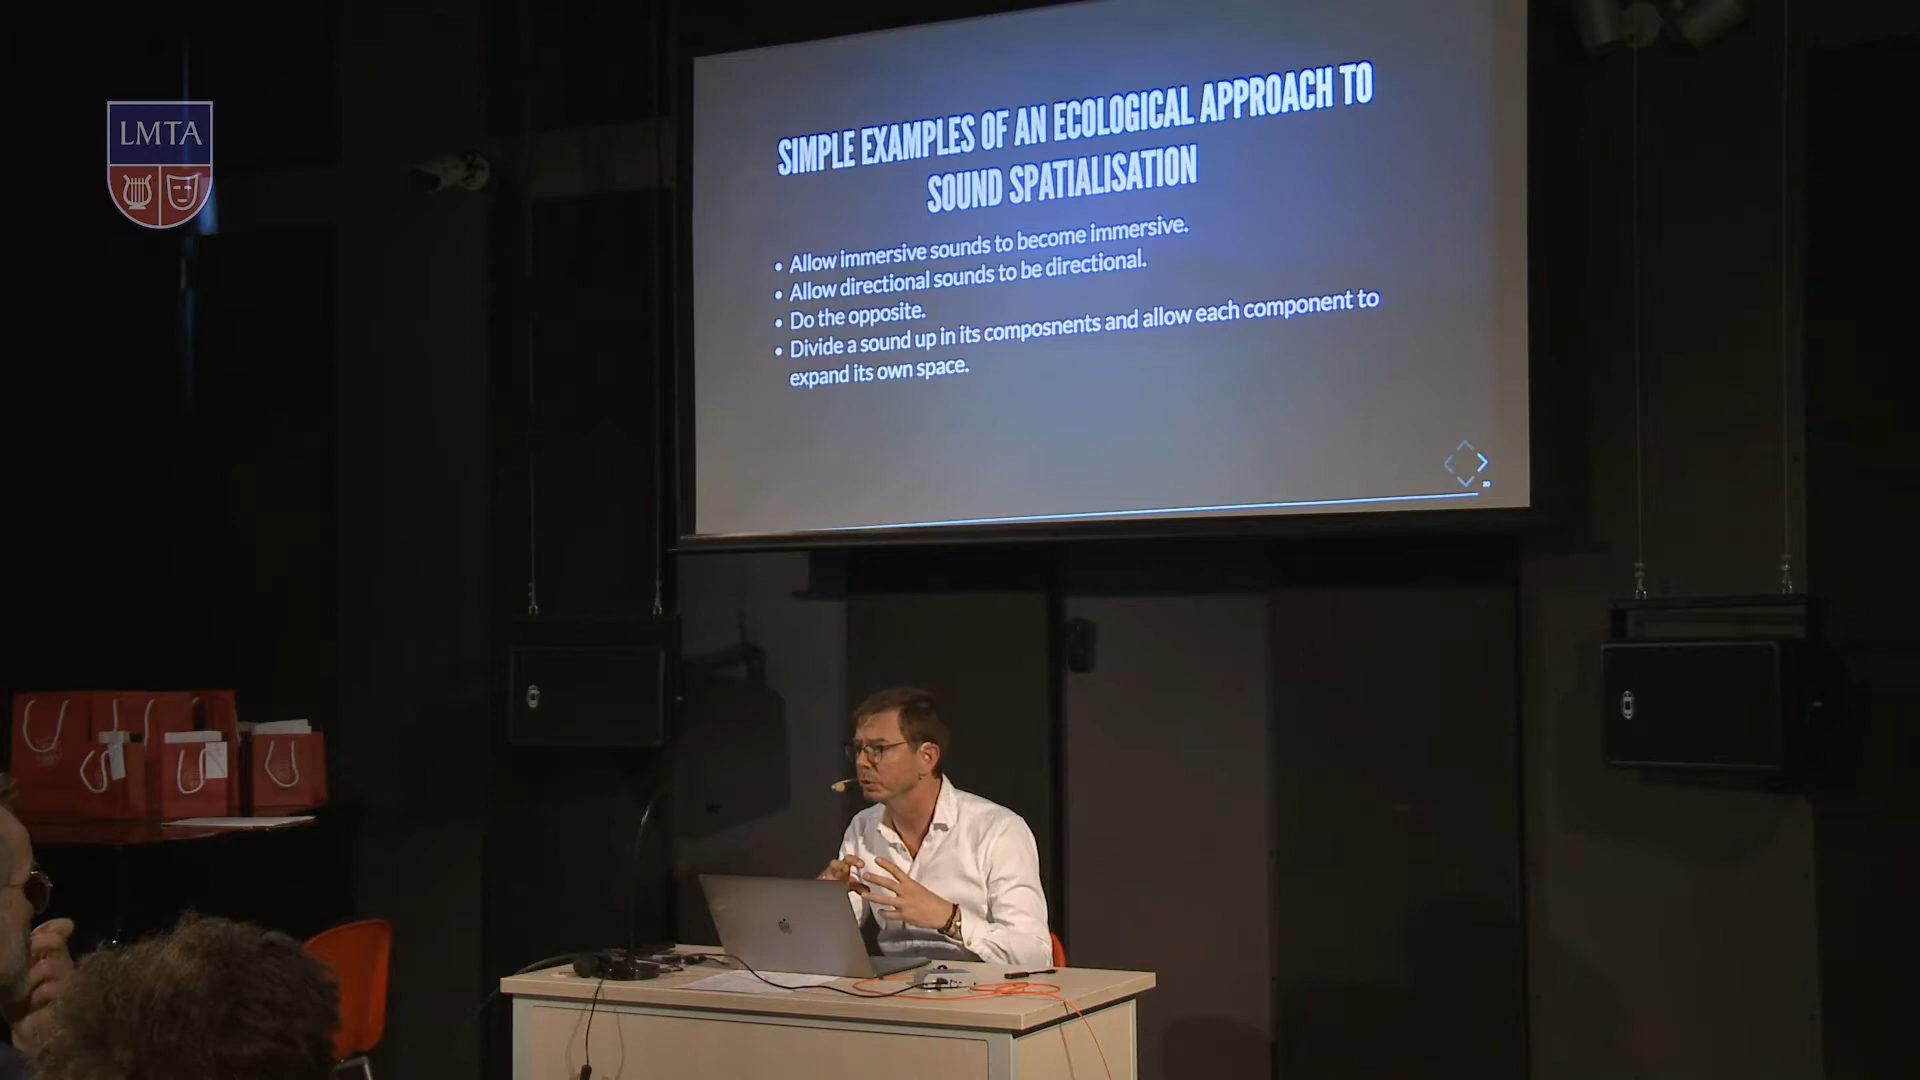 LMTA
SIMPLE EXAMPLES OF AN ECOLOGICAL APPROACH TO
SOUND SPATIALISATION
• Allow immersive sounds to become immersive.
• Allow directional sounds to be directional.
• Do the opposite.
• Divide a sound up in its composnents and allow each component to
expand its own space.